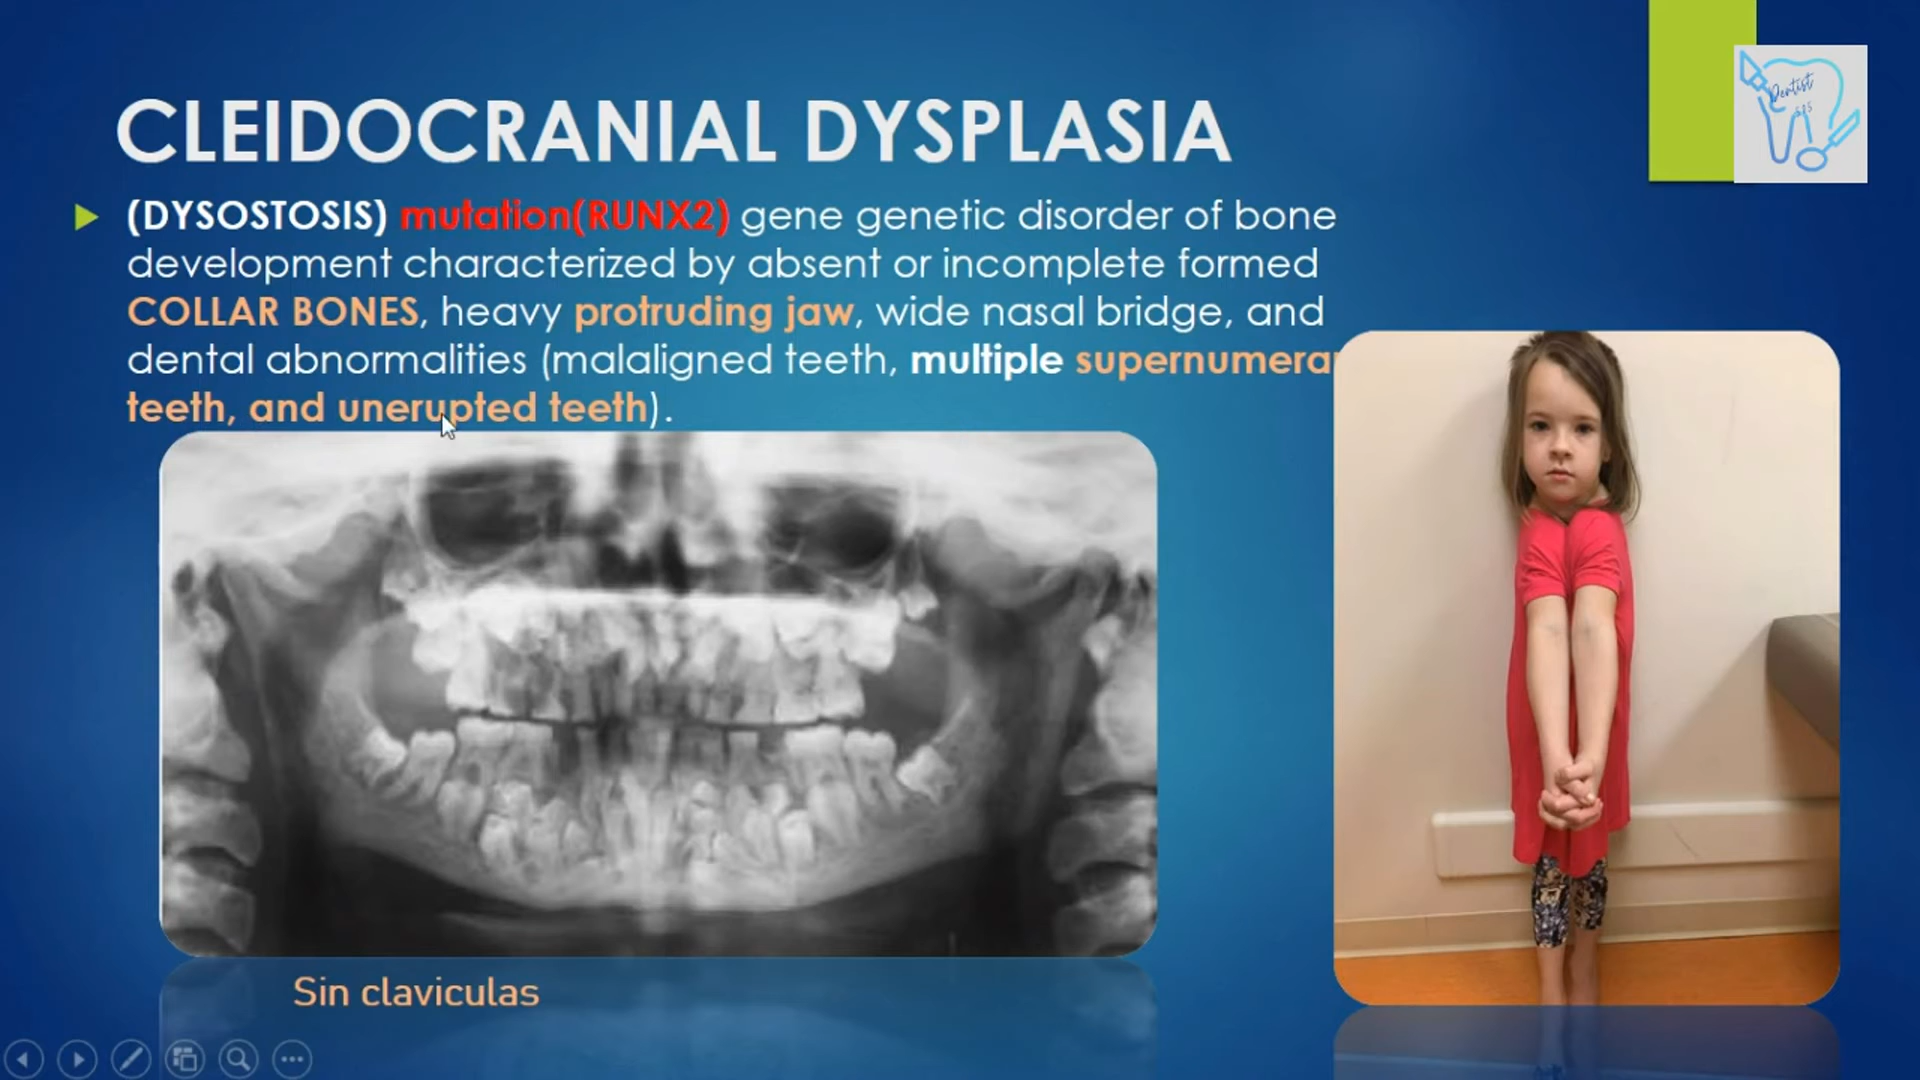 Dentist
CLEIDOCRANIAL DYSPLASIA
(DYSOSTOSIS) mutation(RUNX2) gene genetic disorder of bone
development characterized by absent or incomplete formed
COLLAR BONES, heavy protruding jaw, wide nasal bridge, and
dental abnormalities (malaligned teeth, multiple supernumera
teeth, and unerupted teeth).
Sin claviculas